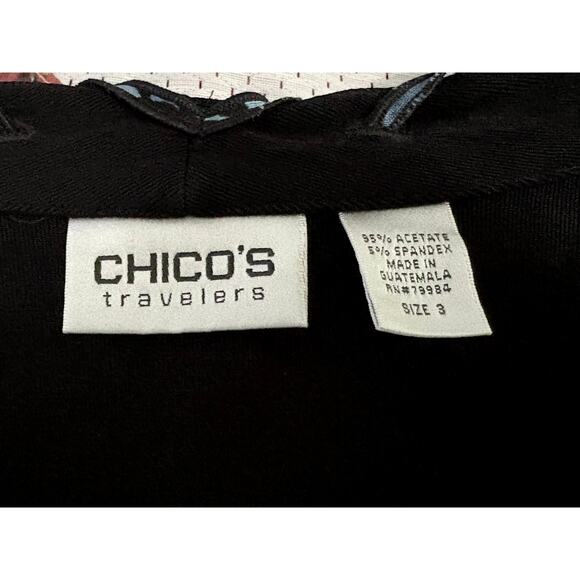 CHICO'S
travelers
95% ACETATE
5% SPANDEX
MADE IN
GUATEMALA
RN#79984
SIZE 3